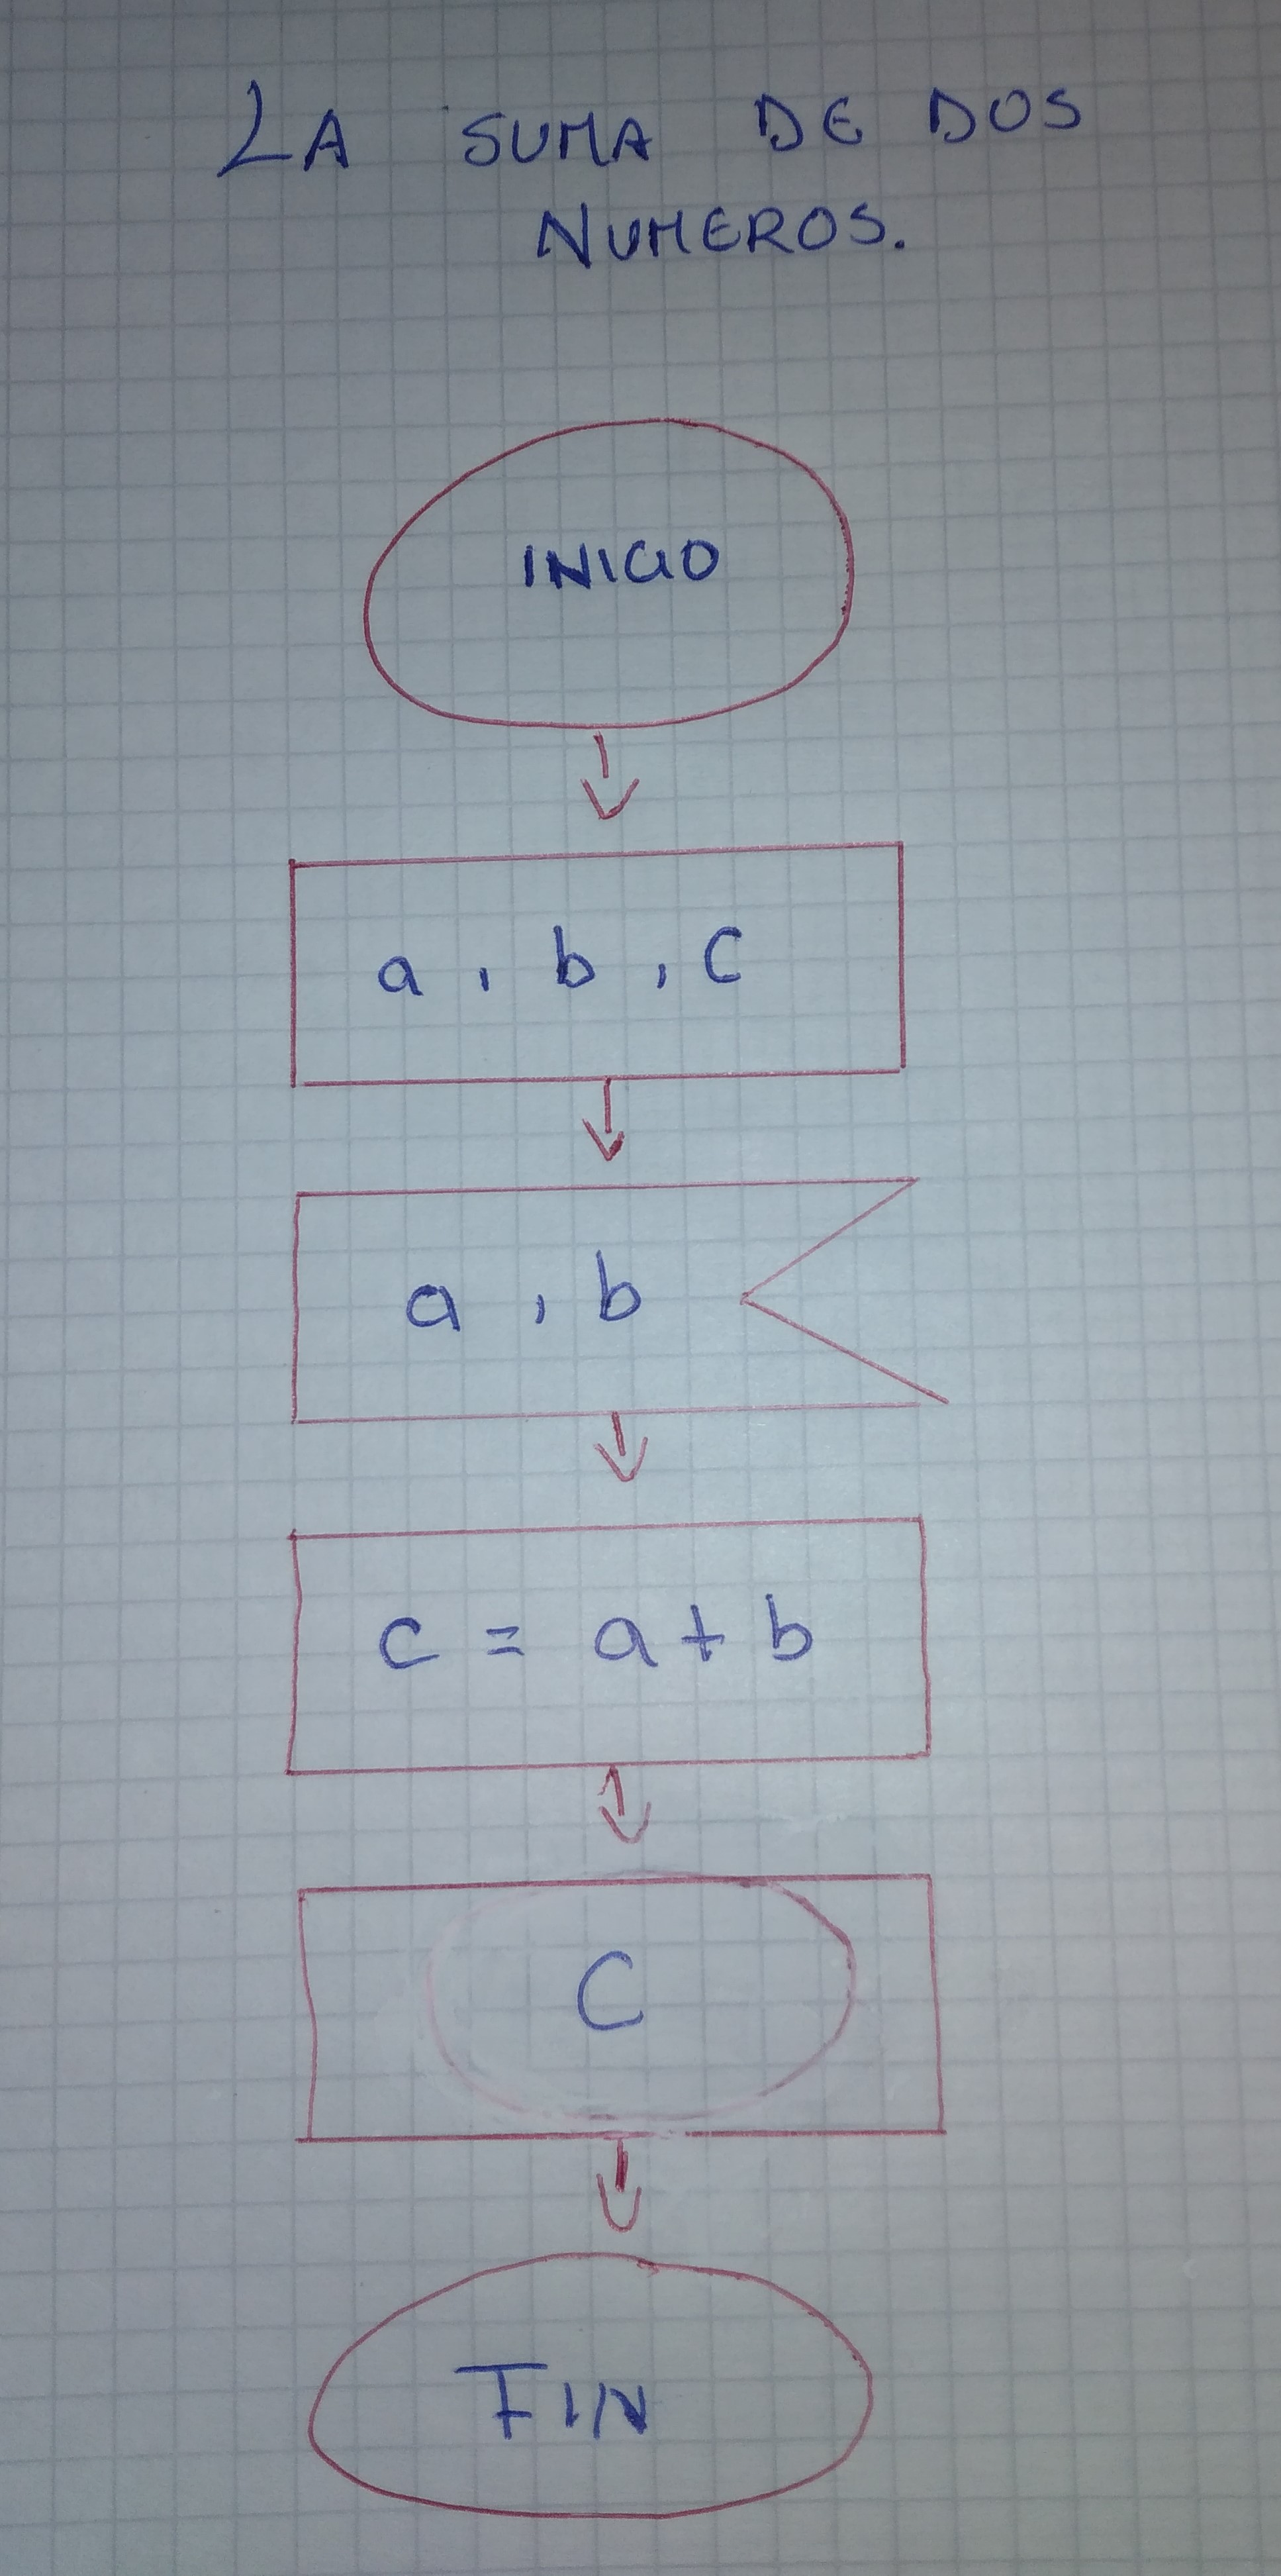 LA SUMA DE DOS
NUMEROS.
INICIO
a, b, c
a, b
c = a + b
C
FIN